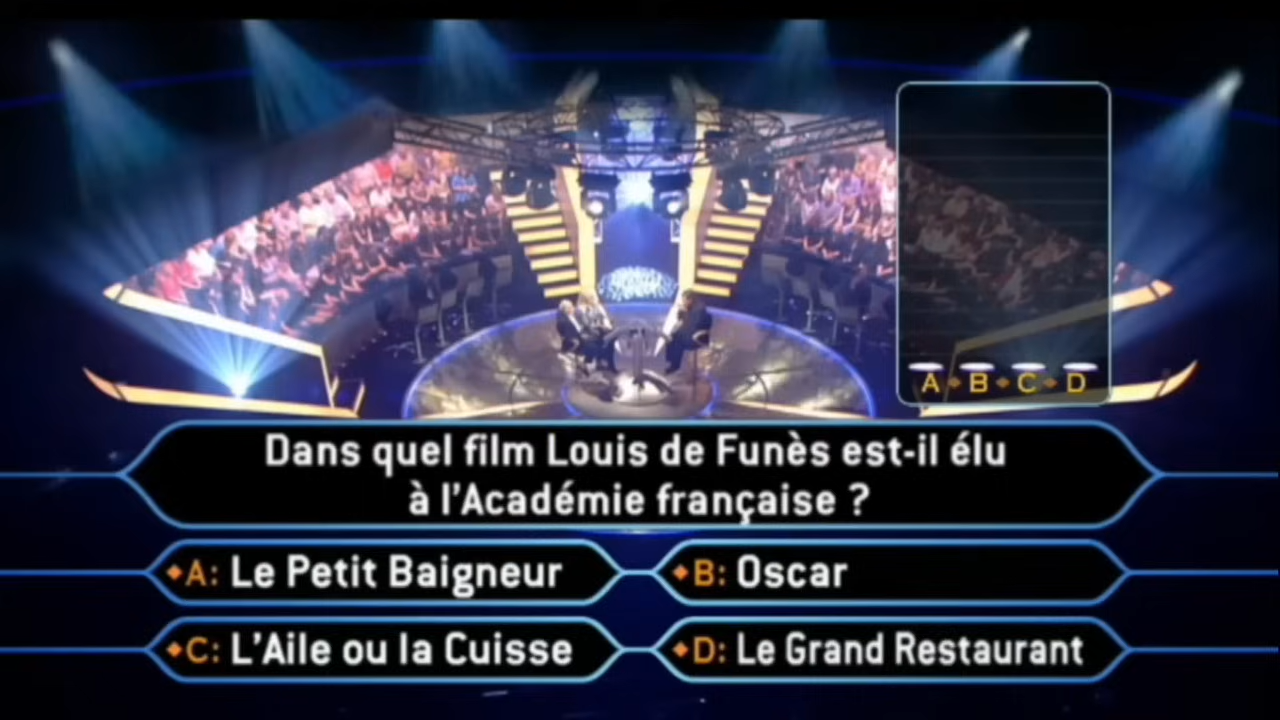 A B C D
Dans quel film Louis de Funès est-il élu
à l'Académie française ?
A: Le Petit Baigneur
B: Oscar
C: L'Aile ou la Cuisse
D: Le Grand Restaurant